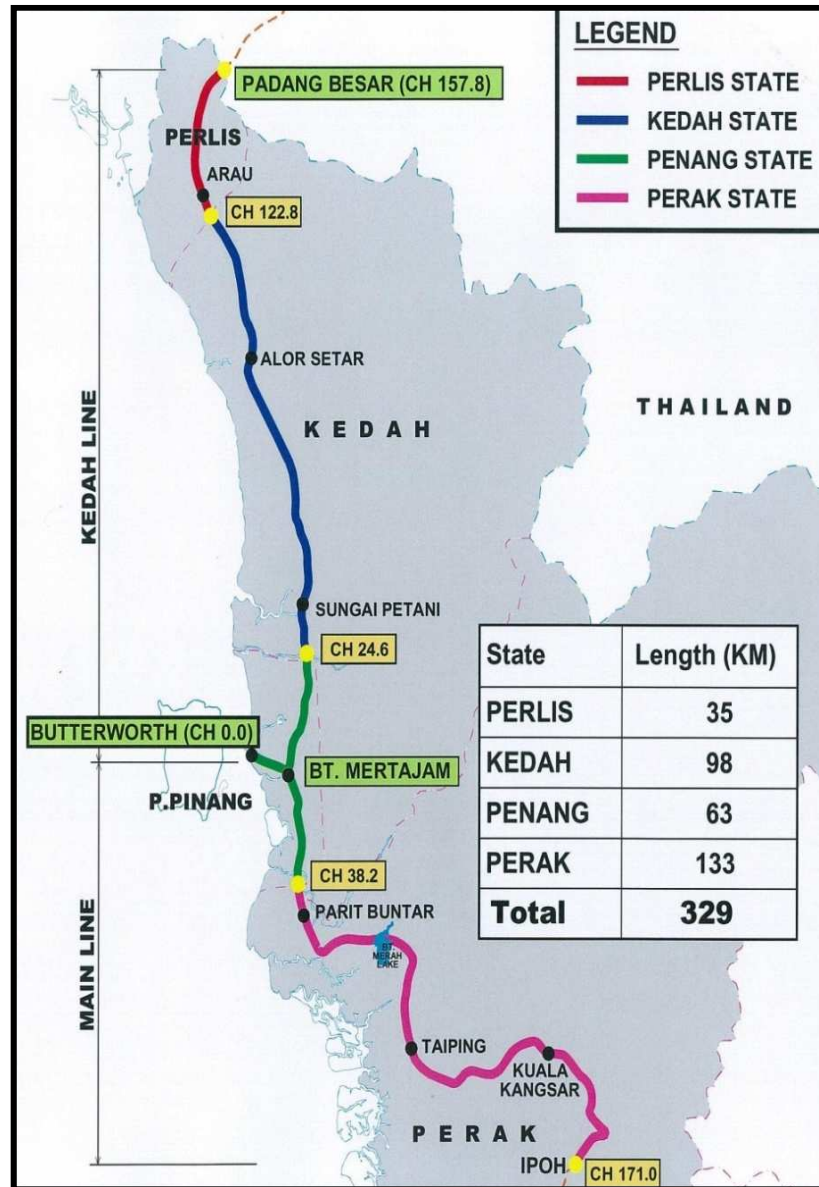 LEGEND
PERLIS STATE
KEDAH STATE
PENANG STATE
PERAK STATE
PADANG BESAR (CH 157.8)
PERLIS
ARAU
CH 122.8
ALOR SETAR
KEDAH
THAILAND
KEDAH LINE
SUNGAI PETANI
CH 24.6
BUTTERWORTH (CH 0.0)
BT. MERTAJAM
P.PINANG
CH 38.2
PARIT BUNTAR
BT.
MERAH
LAKE
MAIN LINE
TAIPING
KUALA
KANGSAR
PERAK
IPOH
CH 171.0
State Length (KM)
PERLIS 35
KEDAH 98
PENANG 63
PERAK 133
Total 329